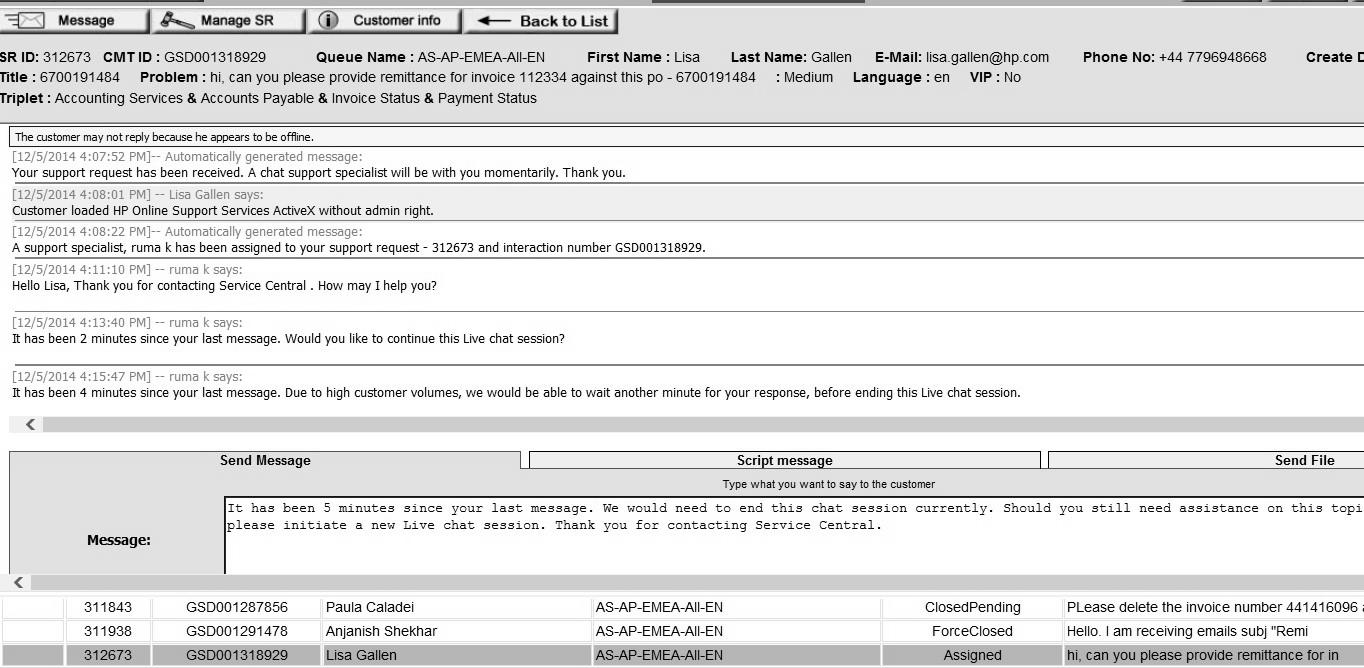 Message Manage SR Customer info Back to List
SR ID: 312673 CMT ID : GSD001318929 Queue Name : AS-AP-EMEA-All-EN First Name : Lisa Last Name: Gallen E-Mail: lisa.gallen@hp.com Phone No: +44 7796948668 Create D
Title : 6700191484 Problem : hi, can you please provide remittance for invoice 112334 against this po - 6700191484 : Medium Language : en VIP : No
Triplet : Accounting Services & Accounts Payable & Invoice Status & Payment Status
The customer may not reply because he appears to be offline.
[12/5/2014 4:07:52 PM]-- Automatically generated message:
Your support request has been received. A chat support specialist will be with you momentarily. Thank you.
[12/5/2014 4:08:01 PM] -- Lisa Gallen says:
Customer loaded HP Online Support Services ActiveX without admin right.
[12/5/2014 4:08:22 PM]-- Automatically generated message:
A support specialist, ruma k has been assigned to your support request - 312673 and interaction number GSD001318929.
[12/5/2014 4:11:10 PM] -- ruma k says:
Hello Lisa, Thank you for contacting Service Central . How may I help you?
[12/5/2014 4:13:40 PM] -- ruma k says:
It has been 2 minutes since your last message. Would you like to continue this Live chat session?
[12/5/2014 4:15:47 PM] -- ruma k says:
It has been 4 minutes since your last message. Due to high customer volumes, we would be able to wait another minute for your response, before ending this Live chat session.
Send Message Script message Send File
Type what you want to say to the customer
It has been 5 minutes since your last message. We would need to end this chat session currently. Should you still need assistance on this topi
please initiate a new Live chat session. Thank you for contacting Service Central.
Message:
311843 GSD001287856 Paula Caladei AS-AP-EMEA-All-EN ClosedPending PLease delete the invoice number 441416096 a
311938 GSD001291478 Anjanish Shekhar AS-AP-EMEA-All-EN ForceClosed Hello. I am receiving emails subj "Remi
312673 GSD001318929 Lisa Gallen AS-AP-EMEA-All-EN Assigned hi, can you please provide remittance for in